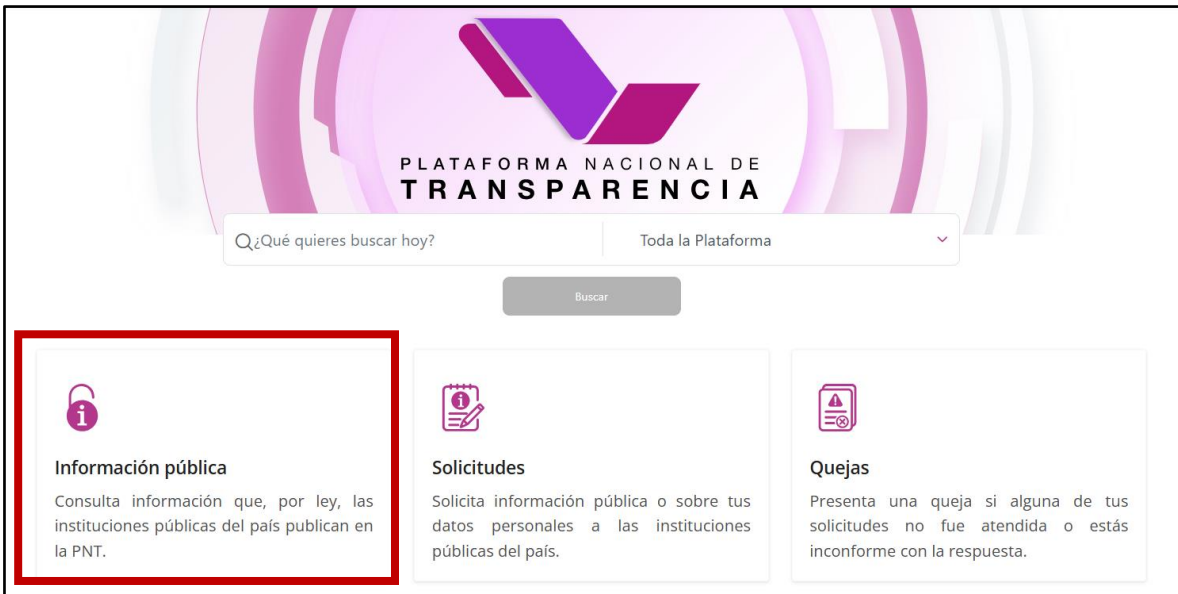 PLATAFORMA NACIONAL DE
TRANSPARENCIA
¿Qué quieres buscar hoy?
Toda la Plataforma
Buscar
Información pública
Consulta información que, por ley, las
instituciones públicas del país publican en
la PNT.
Solicitudes
Solicita información pública o sobre tus
datos personales a las instituciones
públicas del país.
Quejas
Presenta una queja si alguna de tus
solicitudes no fue atendida o estás
inconforme con la respuesta.